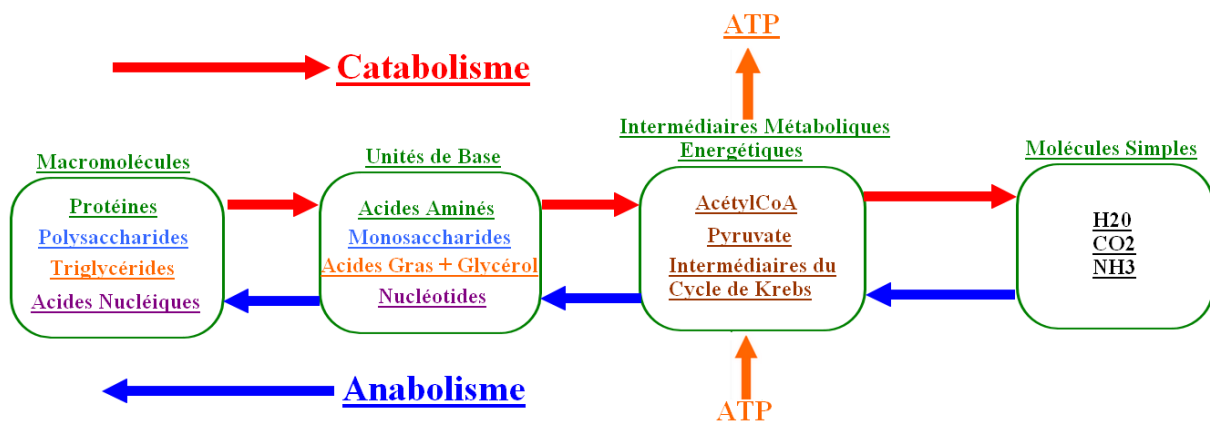 ATP
Catabolisme
Intermédiaires Métaboliques
Energétiques
Macromolécules
Unités de Base
Molécules Simples
Protéines
Polysaccharides
Triglycérides
Acides Nucléiques
Acides Aminés
Monosaccharides
Acides Gras + Glycérol
Nucléotides
AcétylCoA
Pyruvate
Intermédiaires du
Cycle de Krebs
H20
CO2
NH3
Anabolisme
ATP